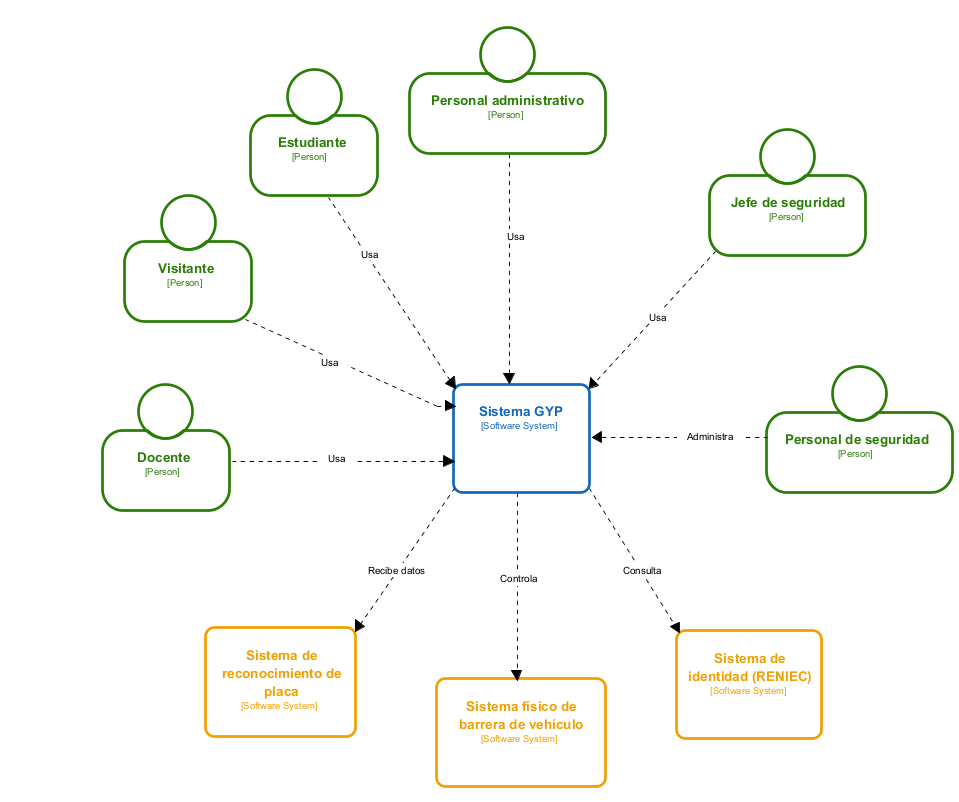 Personal administrativo
[Person]
Estudiante
[Person]
Jefe de seguridad
[Person]
Usa
Usa
Visitante
[Person]
Usa
Usa
Sistema GYP
[Software System]
Administra
Personal de seguridad
[Person]
Docente
[Person]
Usa
Recibe datos
Controla
Consulta
Sistema de
reconocimiento de
placa
[Software System]
Sistema fisico de
barrera de vehículo
[Software System]
Sistema de
identidad (RENIEC)
[Software System]